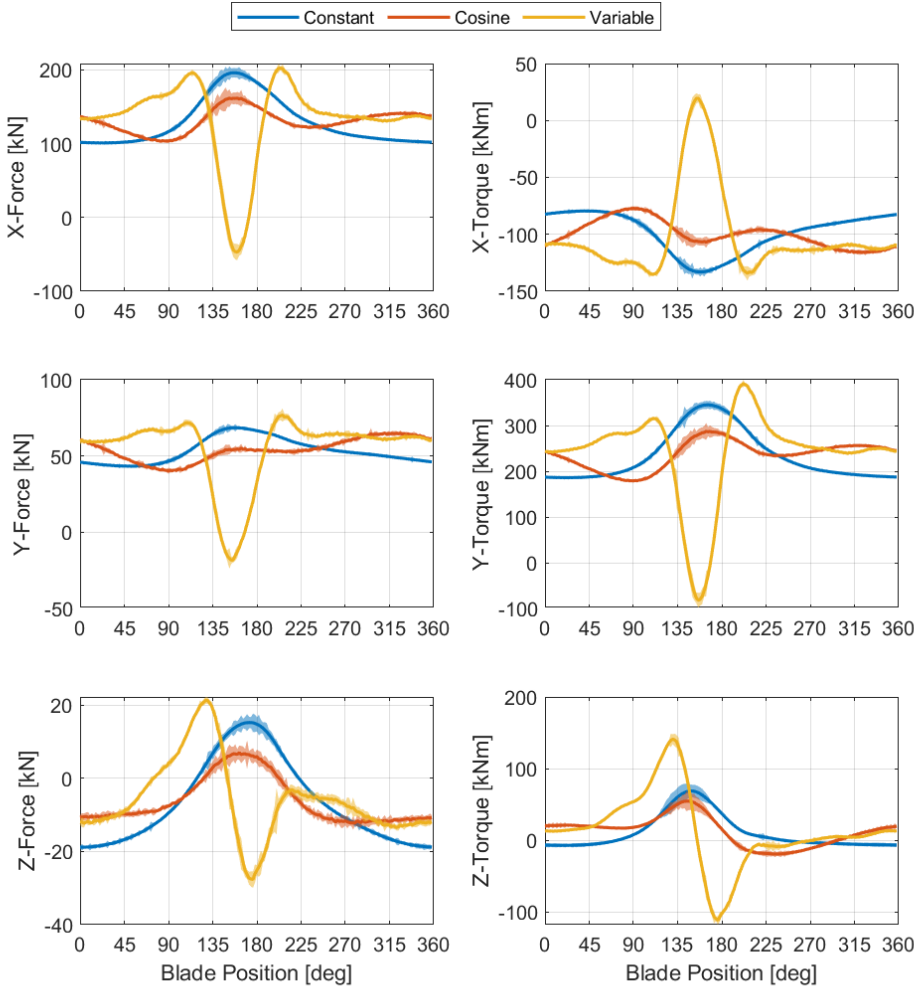 Constant Cosine Variable
X-Force [kN]
200
100
0
-100
0 45 90 135 180 225 270 315 360
X-Torque [kNm]
50
0
-50
-100
-150
0 45 90 135 180 225 270 315 360
Y-Force [kN]
100
50
0
-50
0 45 90 135 180 225 270 315 360
Y-Torque [kNm]
400
300
200
100
0
-100
0 45 90 135 180 225 270 315 360
Z-Force [kN]
20
0
-20
-40
0 45 90 135 180 225 270 315 360
Blade Position [deg]
Z-Torque [kNm]
200
100
0
-100
0 45 90 135 180 225 270 315 360
Blade Position [deg]